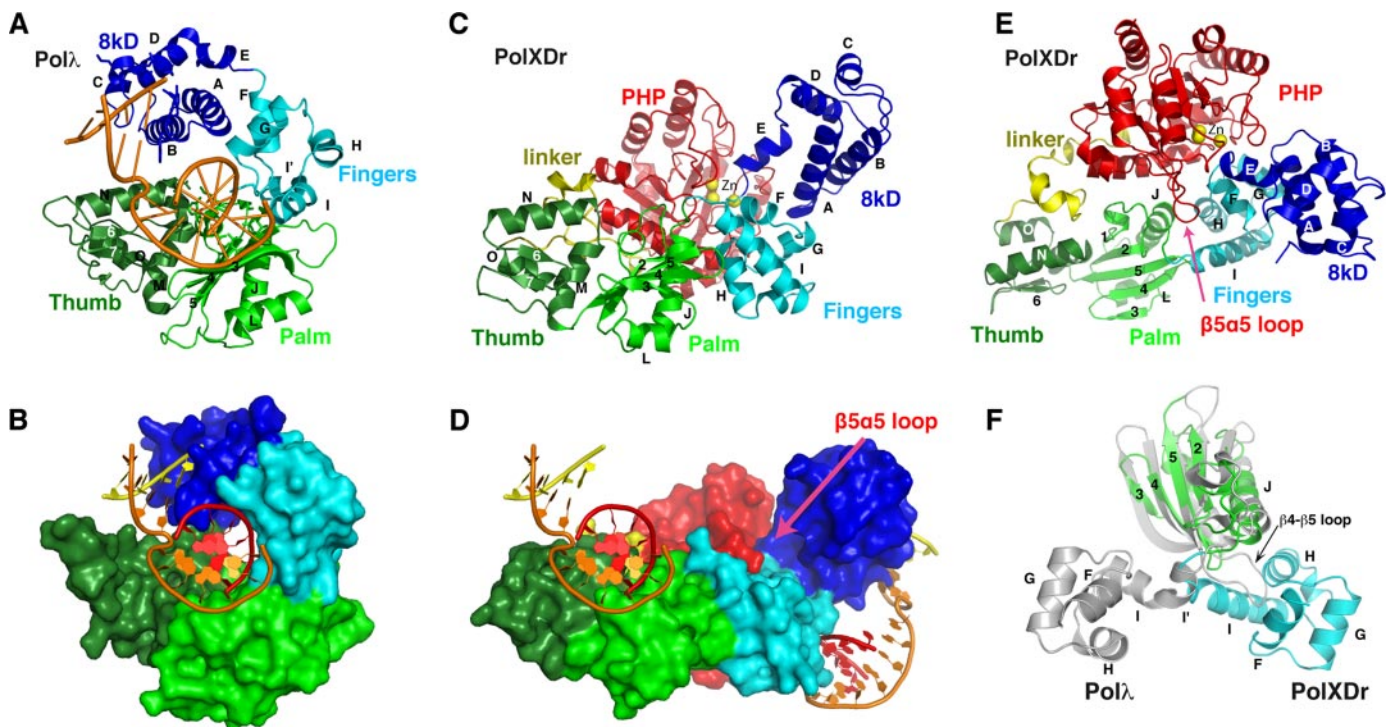 A
Polλ
8kD
D
E
C
A
B
F
G
H
I'
I
Fingers
N
6
O
M
Thumb
5
4
J
L
Palm
C
PolXDr
PHP
linker
Zn
C
D
E
B
A
8kD
N
O
6
M
2
5
4
3
F
G
I
H
J
L
Thumb
Palm
Fingers
E
PolXDr
PHP
linker
Zn
J
E
F
G
H
B
D
A
C
8kD
O
N
6
1
2
5
4
3
L
I
Fingers
Thumb
Palm
β5α5 loop
B
D
β5α5 loop
F
5
2
4
3
J
β4-β5 loop
G
F
I
I'
I
H
G
H
F
Polλ
PolXDr